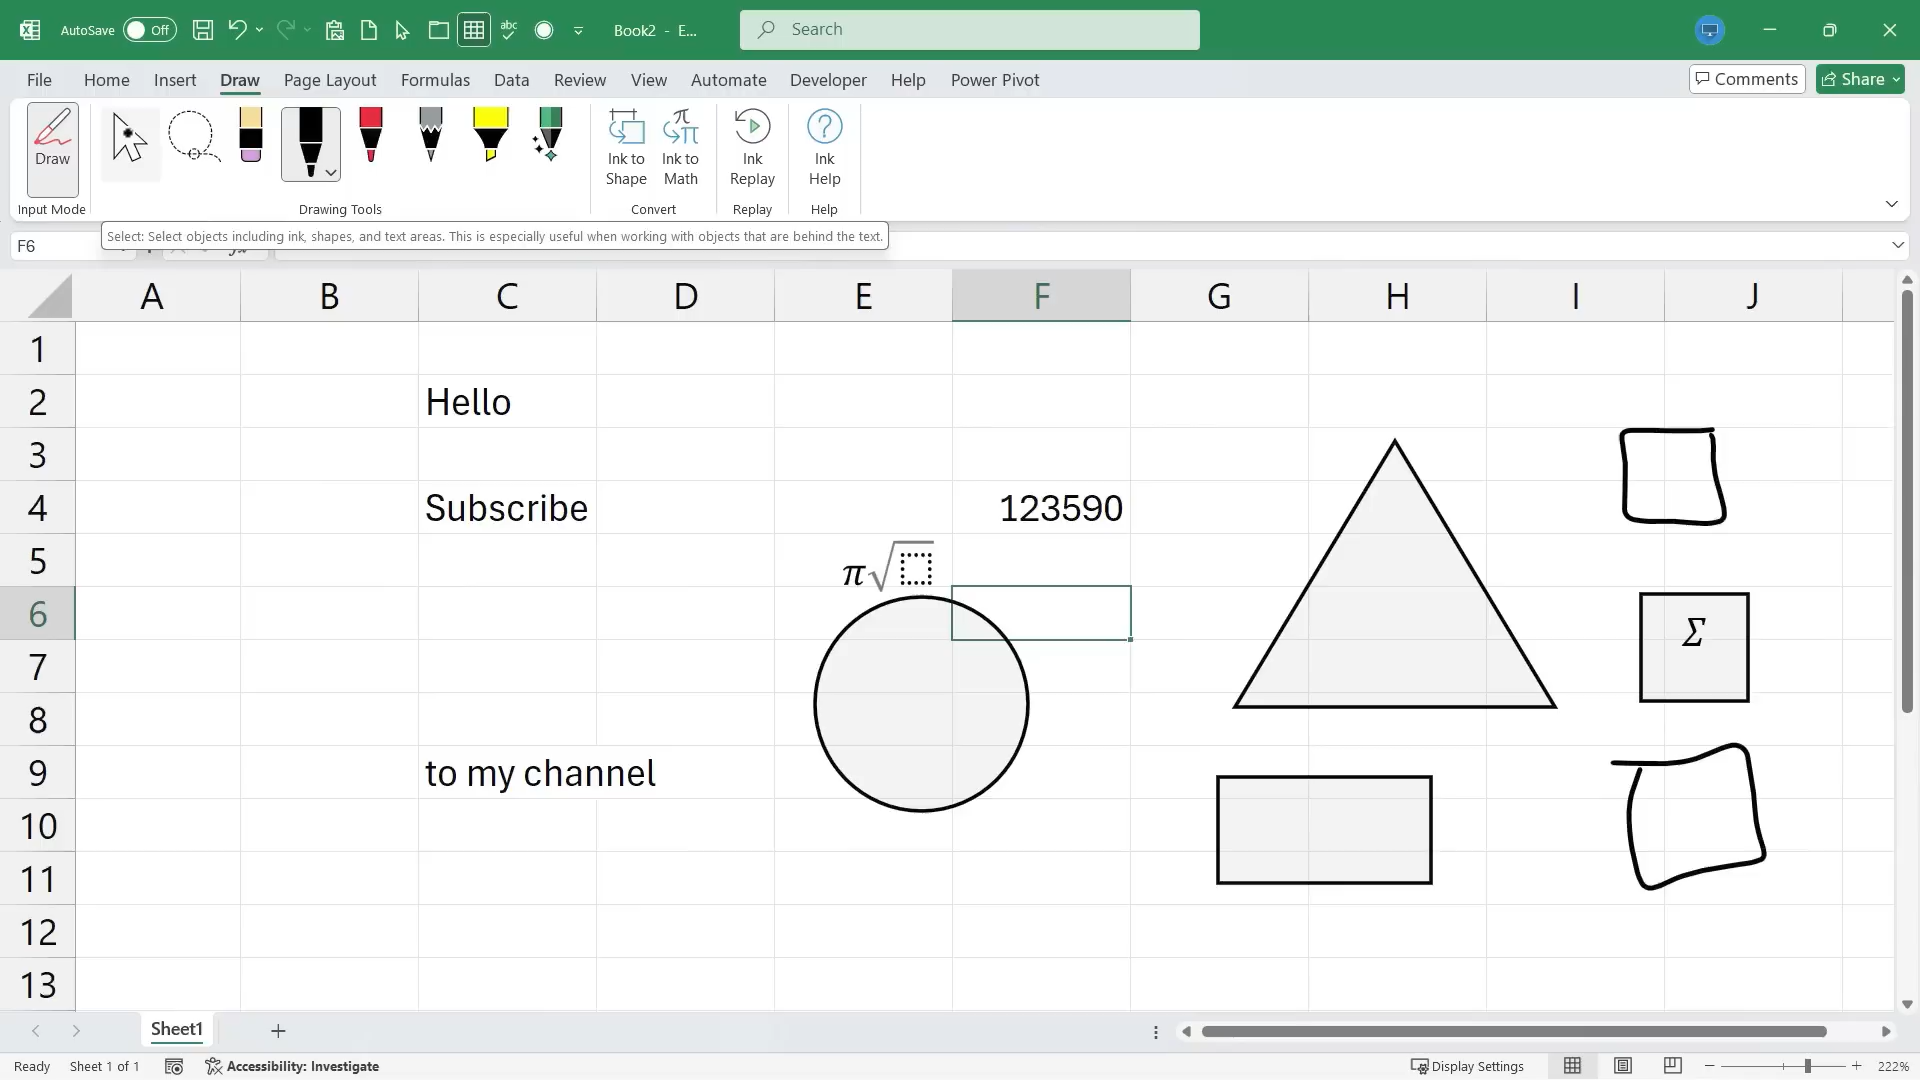 AutoSave Off Book2 - E... Search
File Home Insert Draw Page Layout Formulas Data Review View Automate Developer Help Power Pivot Comments Share
Draw Ink to Shape Ink to Math Ink Replay Ink Help
Input Mode Drawing Tools Convert Replay Help
Select: Select objects including ink, shapes, and text areas. This is especially useful when working with objects that are behind the text.
F6
A B C D E F G H I J
1
2 Hello
3
4 Subscribe 123590
5 π√
6 Σ
7
8
9 to my channel
10
11
12
13
Sheet1
Ready Sheet 1 of 1 Accessibility: Investigate Display Settings 222%